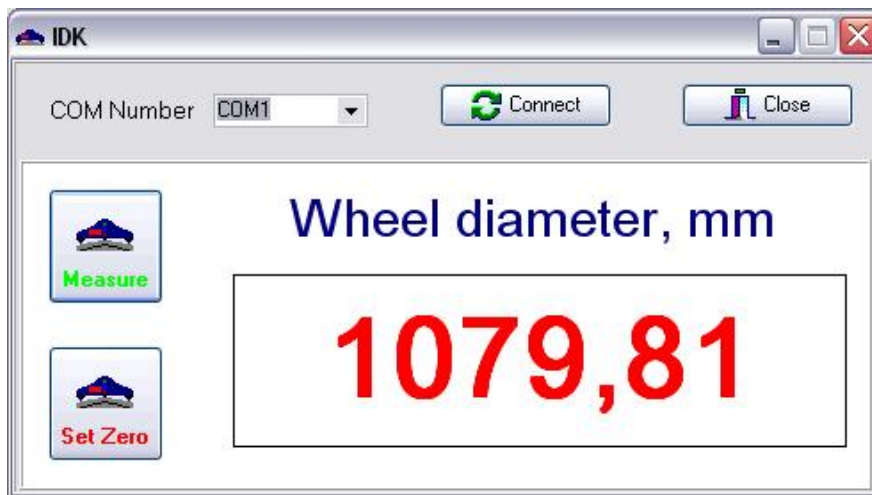 IDK
COM Number COM1 Connect Close
Wheel diameter, mm
Measure
1079,81
Set Zero